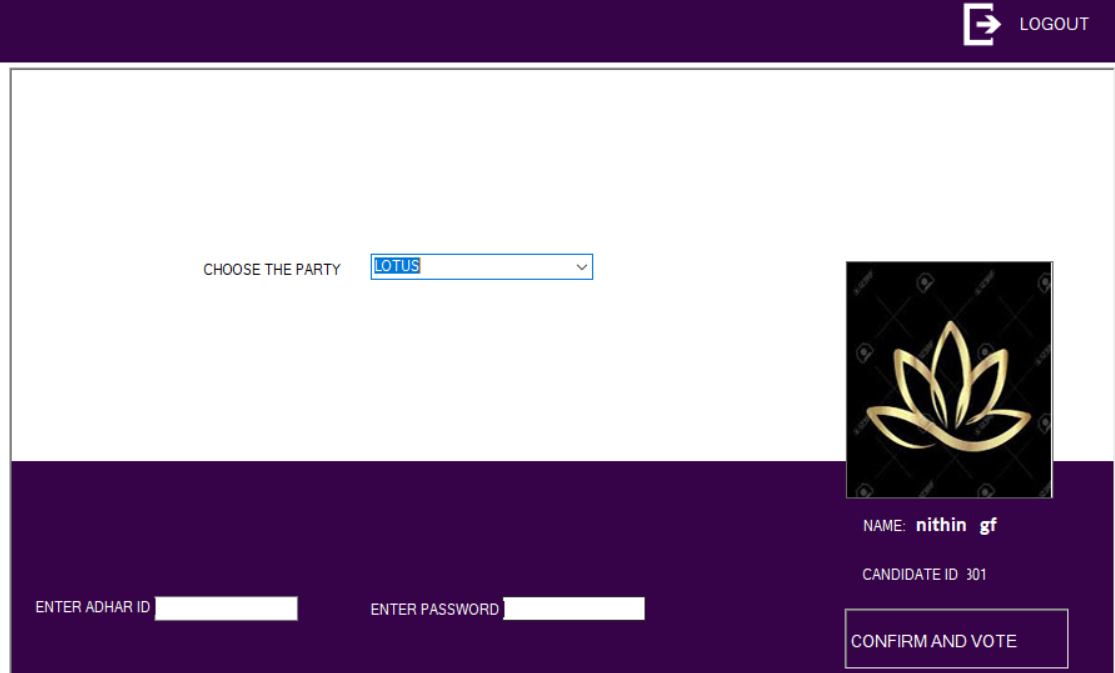 LOGOUT
CHOOSE THE PARTY LOTUS
NAME: nithin gf
CANDIDATE ID 301
ENTER ADHAR ID ENTER PASSWORD
CONFIRM AND VOTE